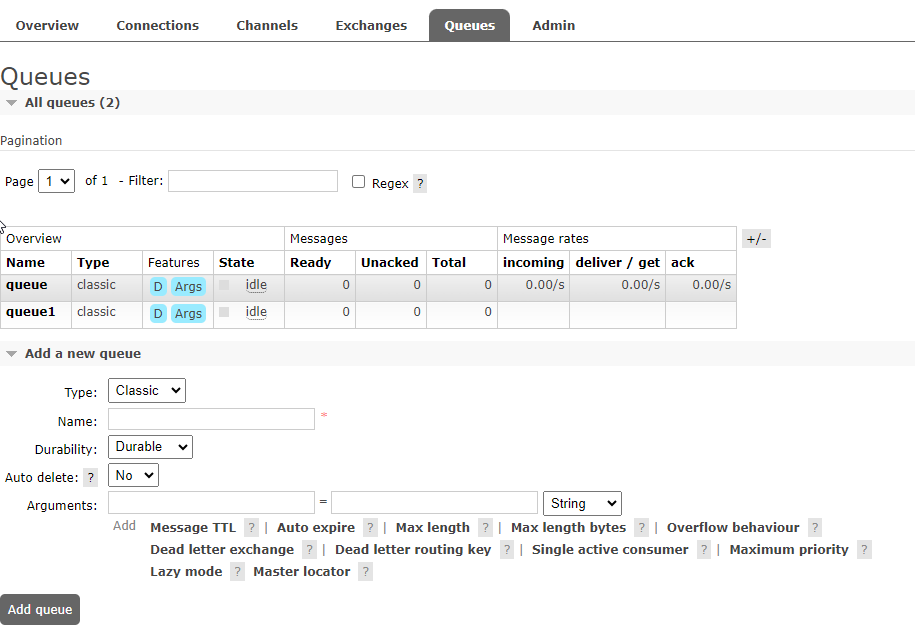 Overview Connections Channels Exchanges Queues Admin
Queues
All queues (2)
Pagination
Page 1 of 1 - Filter: Regex ?
Overview Messages Message rates +/-
Name Type Features State Ready Unacked Total incoming deliver / get ack
queue classic D Args idle 0 0 0 0.00/s 0.00/s 0.00/s
queue1 classic D Args idle 0 0 0
Add a new queue
Type: Classic
Name: *
Durability: Durable
Auto delete: ? No
Arguments: = String
Add Message TTL ? | Auto expire ? | Max length ? | Max length bytes ? | Overflow behaviour ?
Dead letter exchange ? | Dead letter routing key ? | Single active consumer ? | Maximum priority ?
Lazy mode ? Master locator ?
Add queue